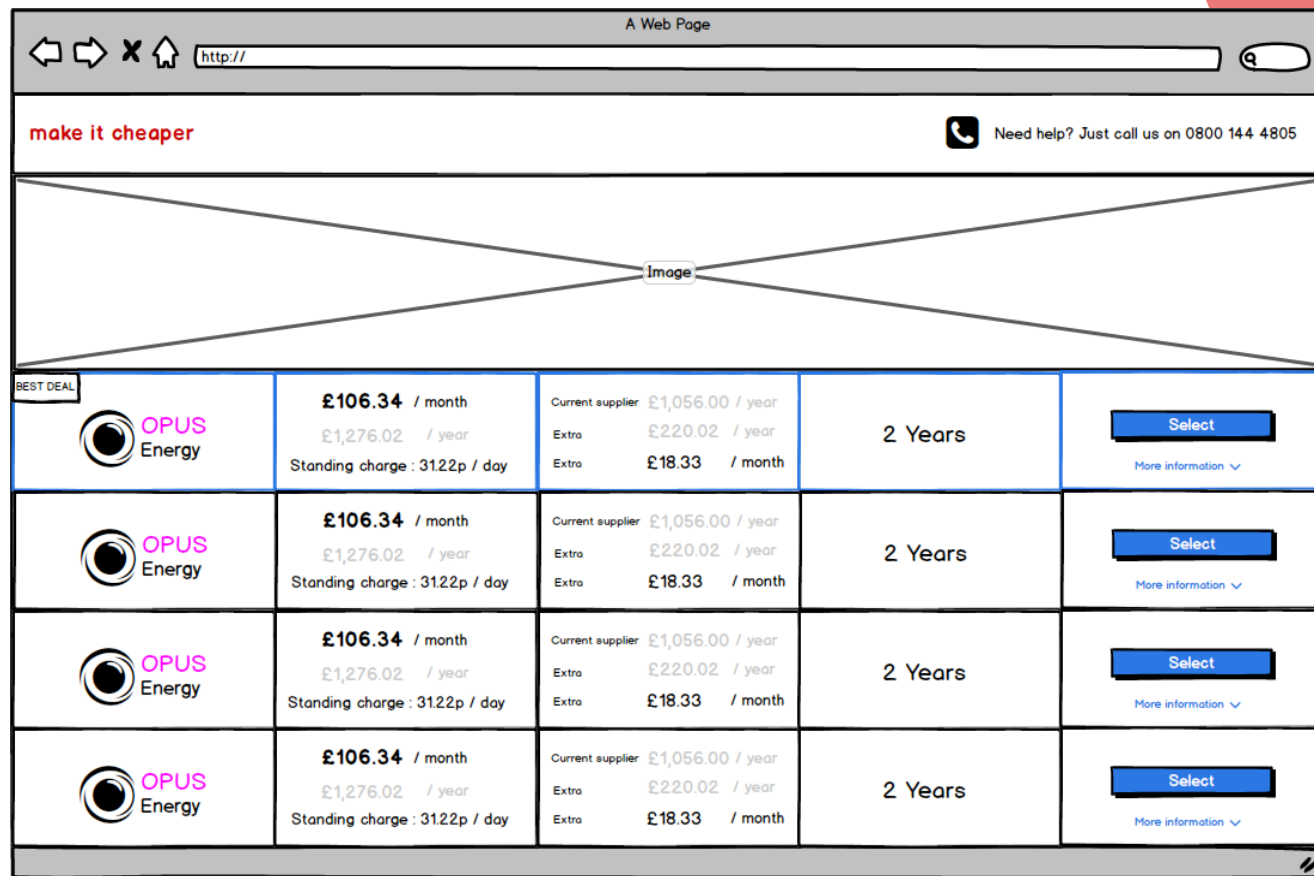 A Web Page
http://
make it cheaper
Need help? Just call us on 0800 144 4805
Image
BEST DEAL
OPUS
Energy
£106.34 / month
£1,276.02 / year
Standing charge : 31.22p / day
Current supplier £1,056.00 / year
Extra £220.02 / year
Extra £18.33 / month
2 Years
Select
More information
OPUS
Energy
£106.34 / month
£1,276.02 / year
Standing charge : 31.22p / day
Current supplier £1,056.00 / year
Extra £220.02 / year
Extra £18.33 / month
2 Years
Select
More information
OPUS
Energy
£106.34 / month
£1,276.02 / year
Standing charge : 31.22p / day
Current supplier £1,056.00 / year
Extra £220.02 / year
Extra £18.33 / month
2 Years
Select
More information
OPUS
Energy
£106.34 / month
£1,276.02 / year
Standing charge : 31.22p / day
Current supplier £1,056.00 / year
Extra £220.02 / year
Extra £18.33 / month
2 Years
Select
More information